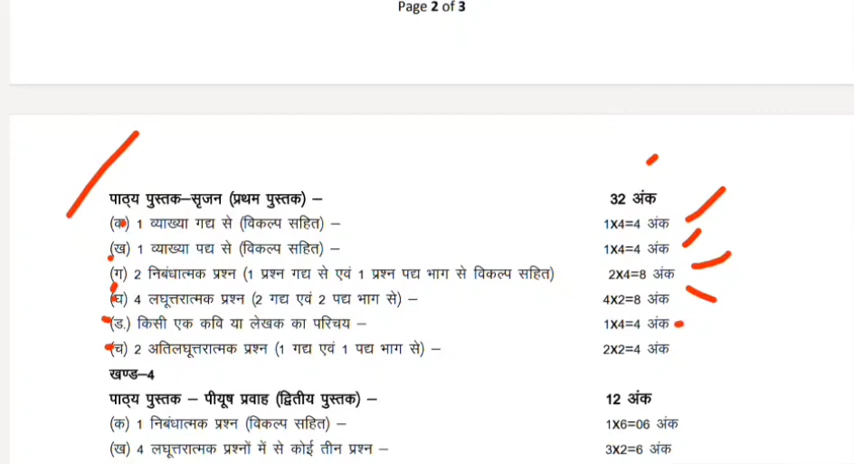 Page 2 of 3
पाठ्य पुस्तक–सृजन (प्रथम पुस्तक) – 32 अंक
(क) 1 व्याख्या गद्य से (विकल्प सहित) – 1X4=4 अंक
(ख) 1 व्याख्या पद्य से (विकल्प सहित) – 1X4=4 अंक
(ग) 2 निबंधात्मक प्रश्न (1 प्रश्न गद्य से एवं 1 प्रश्न पद्य भाग से विकल्प सहित) 2X4=8 अंक
(घ) 4 लघूत्तरात्मक प्रश्न (2 गद्य एवं 2 पद्य भाग से) – 4X2=8 अंक
(ड.) किसी एक कवि या लेखक का परिचय – 1X4=4 अंक
(च) 2 अतिलघूत्तरात्मक प्रश्न (1 गद्य एवं 1 पद्य भाग से) – 2X2=4 अंक
खण्ड–4
पाठ्य पुस्तक – पीयूष प्रवाह (द्वितीय पुस्तक) – 12 अंक
(क) 1 निबंधात्मक प्रश्न (विकल्प सहित) – 1X6=06 अंक
(ख) 4 लघूत्तरात्मक प्रश्नों में से कोई तीन प्रश्न – 3X2=6 अंक